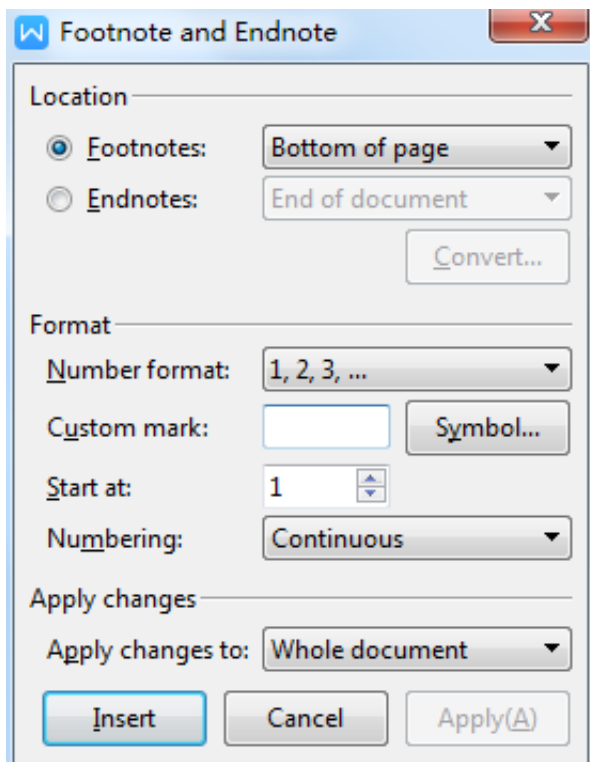 Footnote and Endnote
Location
Footnotes: Bottom of page
Endnotes: End of document
Convert...
Format
Number format: 1, 2, 3, ...
Custom mark: Symbol...
Start at: 1
Numbering: Continuous
Apply changes
Apply changes to: Whole document
Insert Cancel Apply(A)